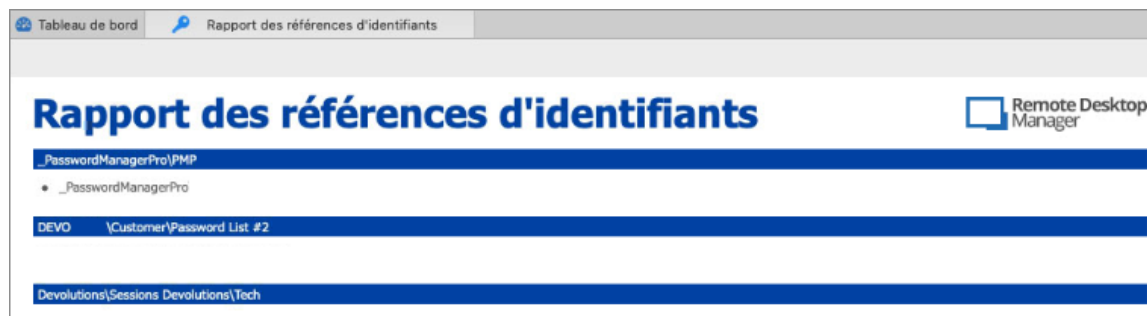 Tableau de bord Rapport des références d'identifiants
Rapport des références d'identifiants
Remote Desktop
Manager
_PasswordManagerPro\PMP
• _PasswordManagerPro
DEVO \Customer\Password List #2
Devolutions\Sessions Devolutions\Tech